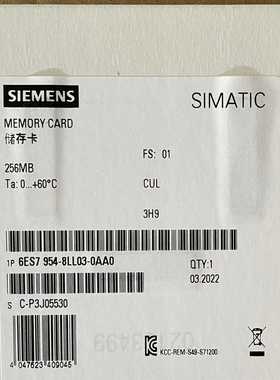 SIEMENS
SIMATIC
MEMORY CARD
储存卡
FS: 01
256MB
Ta: 0...+60°C
CUL
3H9
1P 6ES7 954-8LL03-0AA0
QTY:1
03.2022
S C-P3J05530
4 047623 409045
KCC-REM-S49-S71200